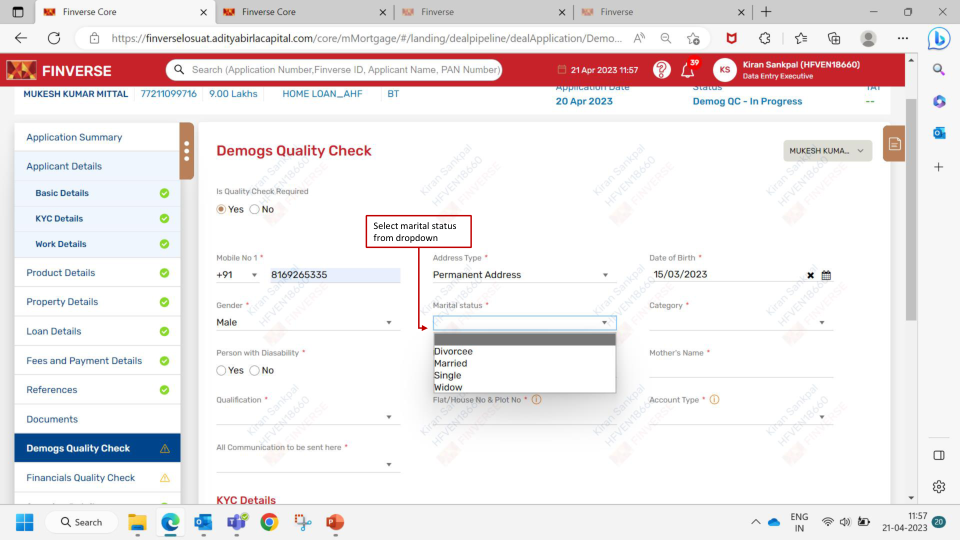 Finverse Core
Finverse Core
Finverse
Finverse
https://finverselosuat.adityabirlacapital.com/core/mMortgage/#/landing/dealpipeline/dealApplication/Demo...
FINVERSE
Search (Application Number,Finverse ID, Applicant Name, PAN Number)
21 Apr 2023 11:57
39
KS
Kiran Sankpal (HFVEN18660)
Data Entry Executive
MUKESH KUMAR MITTAL
77211099716
9.00 Lakhs
HOME LOAN_AHF
BT
Application Date
Status
TAT
20 Apr 2023
Demog QC - In Progress
--
Application Summary
Applicant Details
Basic Details
KYC Details
Work Details
Product Details
Property Details
Loan Details
Fees and Payment Details
References
Documents
Demogs Quality Check
Financials Quality Check
Demogs Quality Check
MUKESH KUMA...
Is Quality Check Required
Yes No
Select marital status
from dropdown
Mobile No 1 *
Address Type *
Date of Birth *
+91
8169265335
Permanent Address
15/03/2023
Gender *
Marital status *
Category *
Male
Divorcee
Married
Single
Widow
Person with Diasability *
Mother's Name *
Yes No
Qualification *
Flat/House No & Plot No *
Account Type *
All Communication to be sent here *
KYC Details
Kiran Sankpal
HFVEN18660
FINVERSE
Search
ENG
IN
11:57
21-04-2023
20